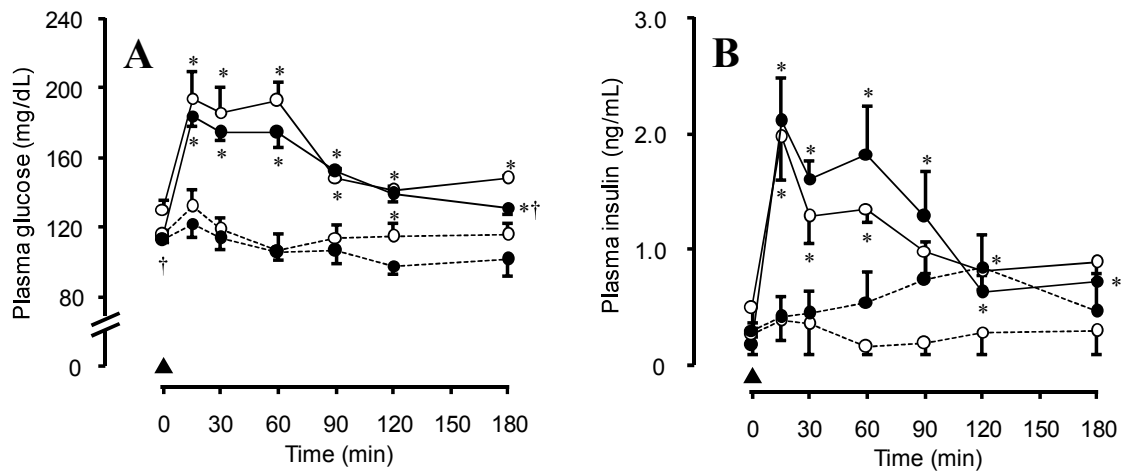 A
Plasma glucose (mg/dL)
240
200
160
120
80
0
* * *
* * *
* * *
* *
*†
†
0 30 60 90 120 150 180
Time (min)
B
Plasma insulin (ng/mL)
3.0
2.0
1.0
0
* * * *
* * *
* *
*
0 30 60 90 120 150 180
Time (min)